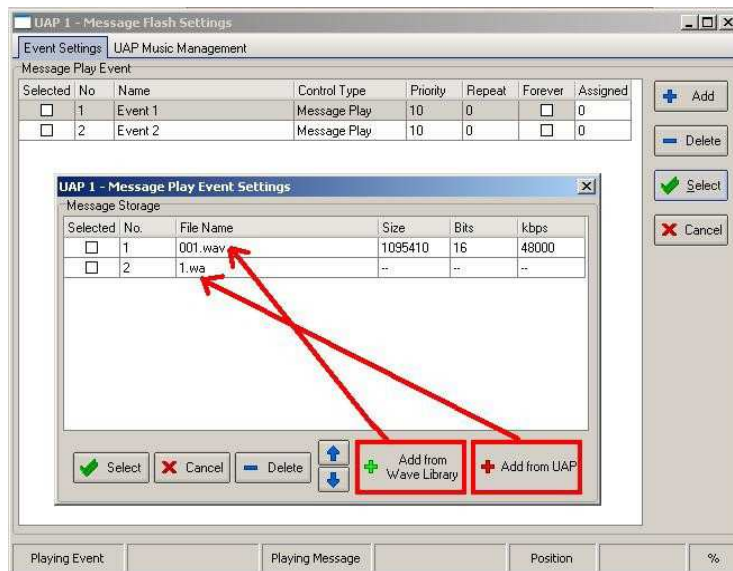 UAP 1 - Message Flash Settings
Event Settings UAP Music Management
Message Play Event
Selected No Name Control Type Priority Repeat Forever Assigned
1 Event 1 Message Play 10 0 0
2 Event 2 Message Play 10 0 0
Add
Delete
Select
Cancel
UAP 1 - Message Play Event Settings
Message Storage
Selected No. File Name Size Bits kbps
1 001.wav 1095410 16 48000
2 1.wa -- -- --
Select Cancel Delete
Add from
Wave Library
Add from UAP
Playing Event Playing Message Position %